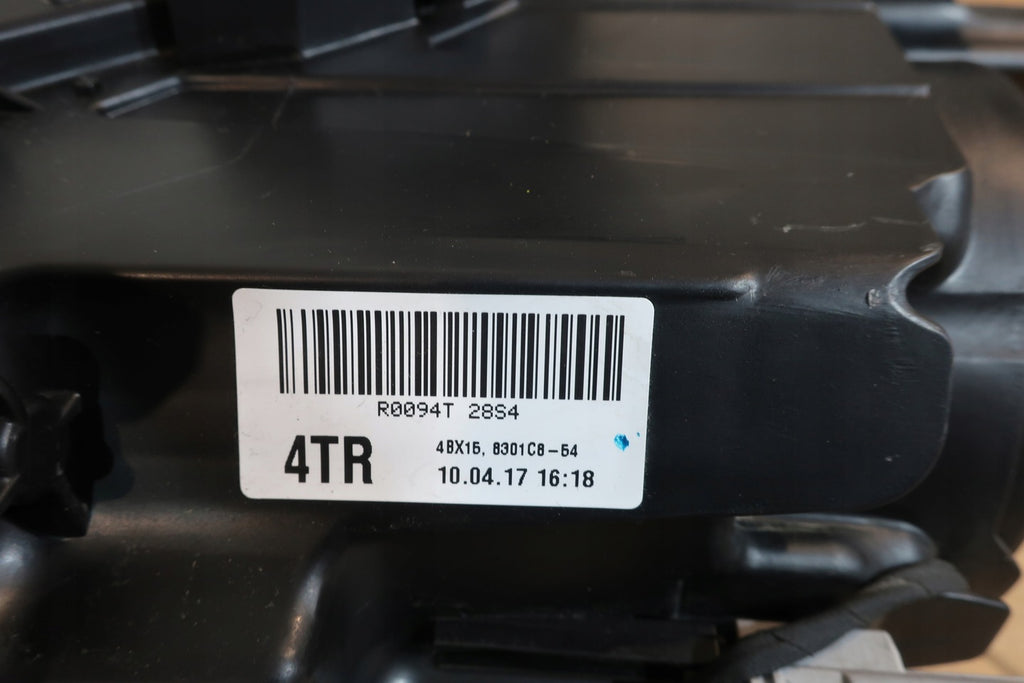 R0094T 28S4
4TR
4BX15, 8301C8-54
10.04.17 16:18